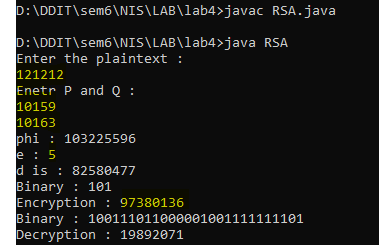 D:\DDIT\sem6\NIS\LAB\lab4>javac RSA.java
D:\DDIT\sem6\NIS\LAB\lab4>java RSA
Enter the plaintext :
121212
Enetr P and Q :
10159
10163
phi : 103225596
e : 5
d is : 82580477
Binary : 101
Encryption : 97380136
Binary : 100111011000001001111111101
Decryption : 19892071